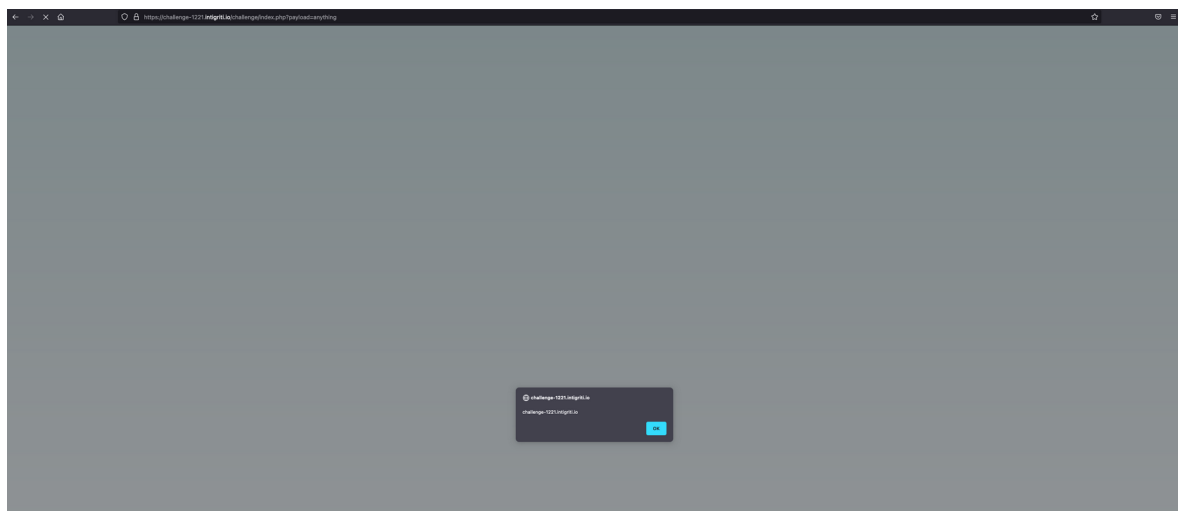 https://challenge-1221.intigriti.io/challenge/index.php?payload=anything
challenge-1221.intigriti.io
challenge-1221.intigriti.io
OK